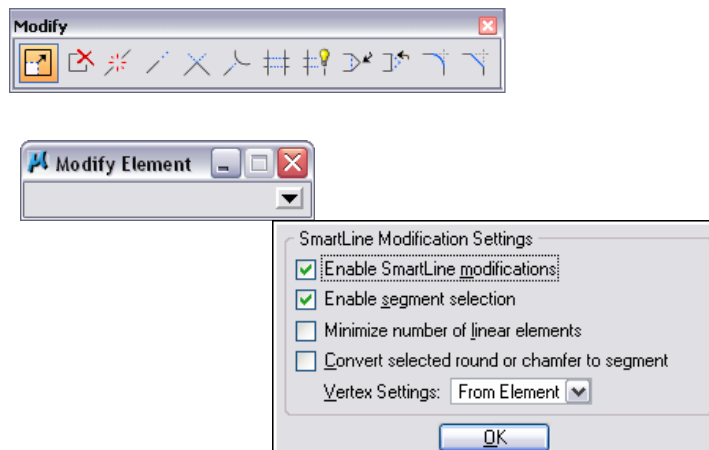 Modify
Modify Element
SmartLine Modification Settings
Enable SmartLine modifications
Enable segment selection
Minimize number of linear elements
Convert selected round or chamfer to segment
Vertex Settings: From Element
OK